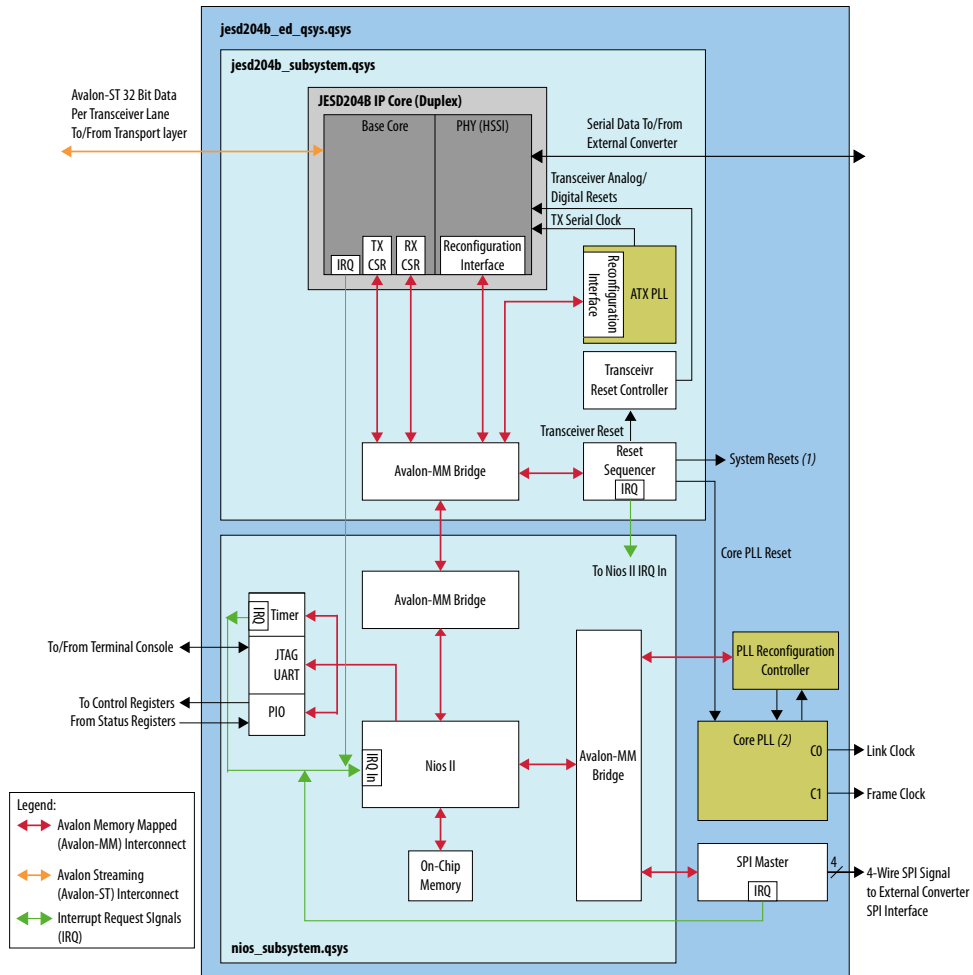 jesd204b_ed_qsys.qsys
jesd204b_subsystem.qsys
Avalon-ST 32 Bit Data
Per Transceiver Lane
To/From Transport layer
JESD204B IP Core (Duplex)
Base Core
PHY (HSSI)
Serial Data To/From
External Converter
Transceiver Analog/
Digital Resets
TX Serial Clock
IRQ
TX
CSR
RX
CSR
Reconfiguration
Interface
Reconfiguration
Interface
ATX PLL
Transceivr
Reset Controller
Transceiver Reset
Avalon-MM Bridge
Reset
Sequencer
IRQ
System Resets (1)
Core PLL Reset
To Nios II IRQ In
Avalon-MM Bridge
IRQ
Timer
To/From Terminal Console
JTAG
UART
To Control Registers
From Status Registers
PIO
PLL Reconfiguration
Controller
Core PLL (2)
C0
Link Clock
C1
Frame Clock
IRQ In
Nios II
Avalon-MM
Bridge
On-Chip
Memory
SPI Master
IRQ
4
4-Wire SPI Signal
to External Converter
SPI Interface
Legend:
Avalon Memory Mapped
(Avalon-MM) Interconnect
Avalon Streaming
(Avalon-ST) Interconnect
Interrupt Request SIgnals
(IRQ)
nios_subsystem.qsys